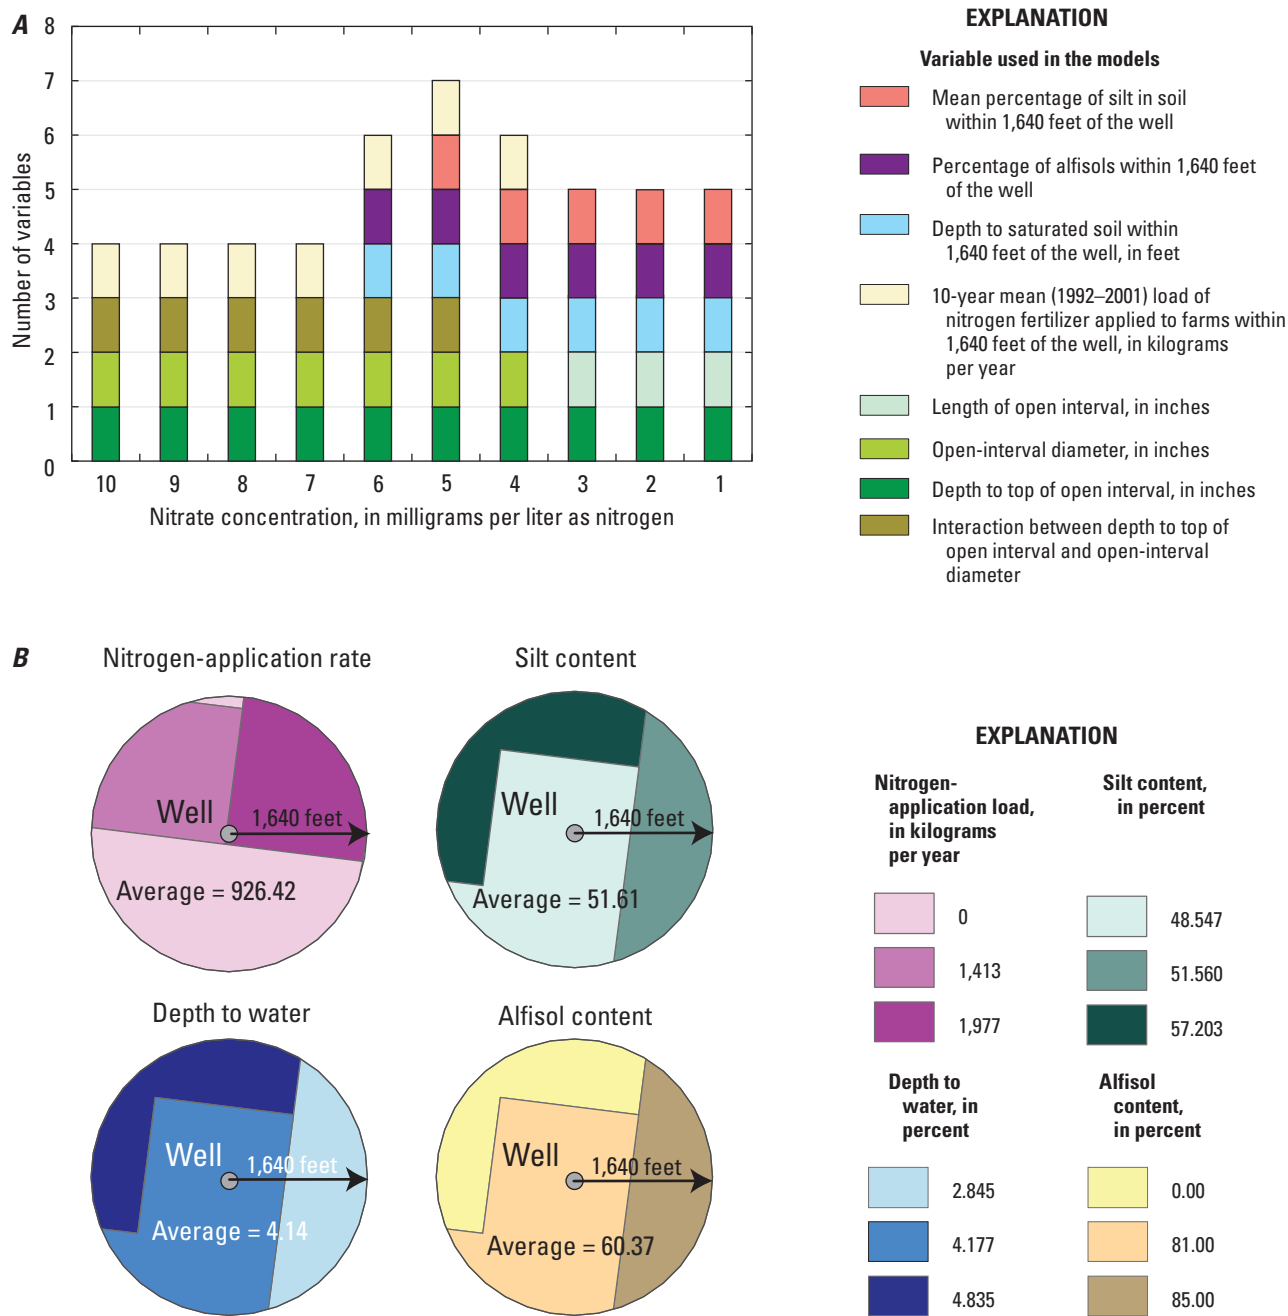 A
8
7
6
5
4
3
2
1
0
Number of variables
10 9 8 7 6 5 4 3 2 1
Nitrate concentration, in milligrams per liter as nitrogen
EXPLANATION
Variable used in the models
Mean percentage of silt in soil
within 1,640 feet of the well
Percentage of alfisols within 1,640 feet
of the well
Depth to saturated soil within
1,640 feet of the well, in feet
10-year mean (1992–2001) load of
nitrogen fertilizer applied to farms within
1,640 feet of the well, in kilograms
per year
Length of open interval, in inches
Open-interval diameter, in inches
Depth to top of open interval, in inches
Interaction between depth to top of
open interval and open-interval
diameter
B
Nitrogen-application rate
Well
1,640 feet
Average = 926.42
Silt content
Well
1,640 feet
Average = 51.61
Depth to water
Well
1,640 feet
Average = 4.14
Alfisol content
Well
1,640 feet
Average = 60.37
EXPLANATION
Nitrogen-
application load,
in kilograms
per year
0
1,413
1,977
Silt content,
in percent
48.547
51.560
57.203
Depth to
water, in
percent
2.845
4.177
4.835
Alfisol
content,
in percent
0.00
81.00
85.00